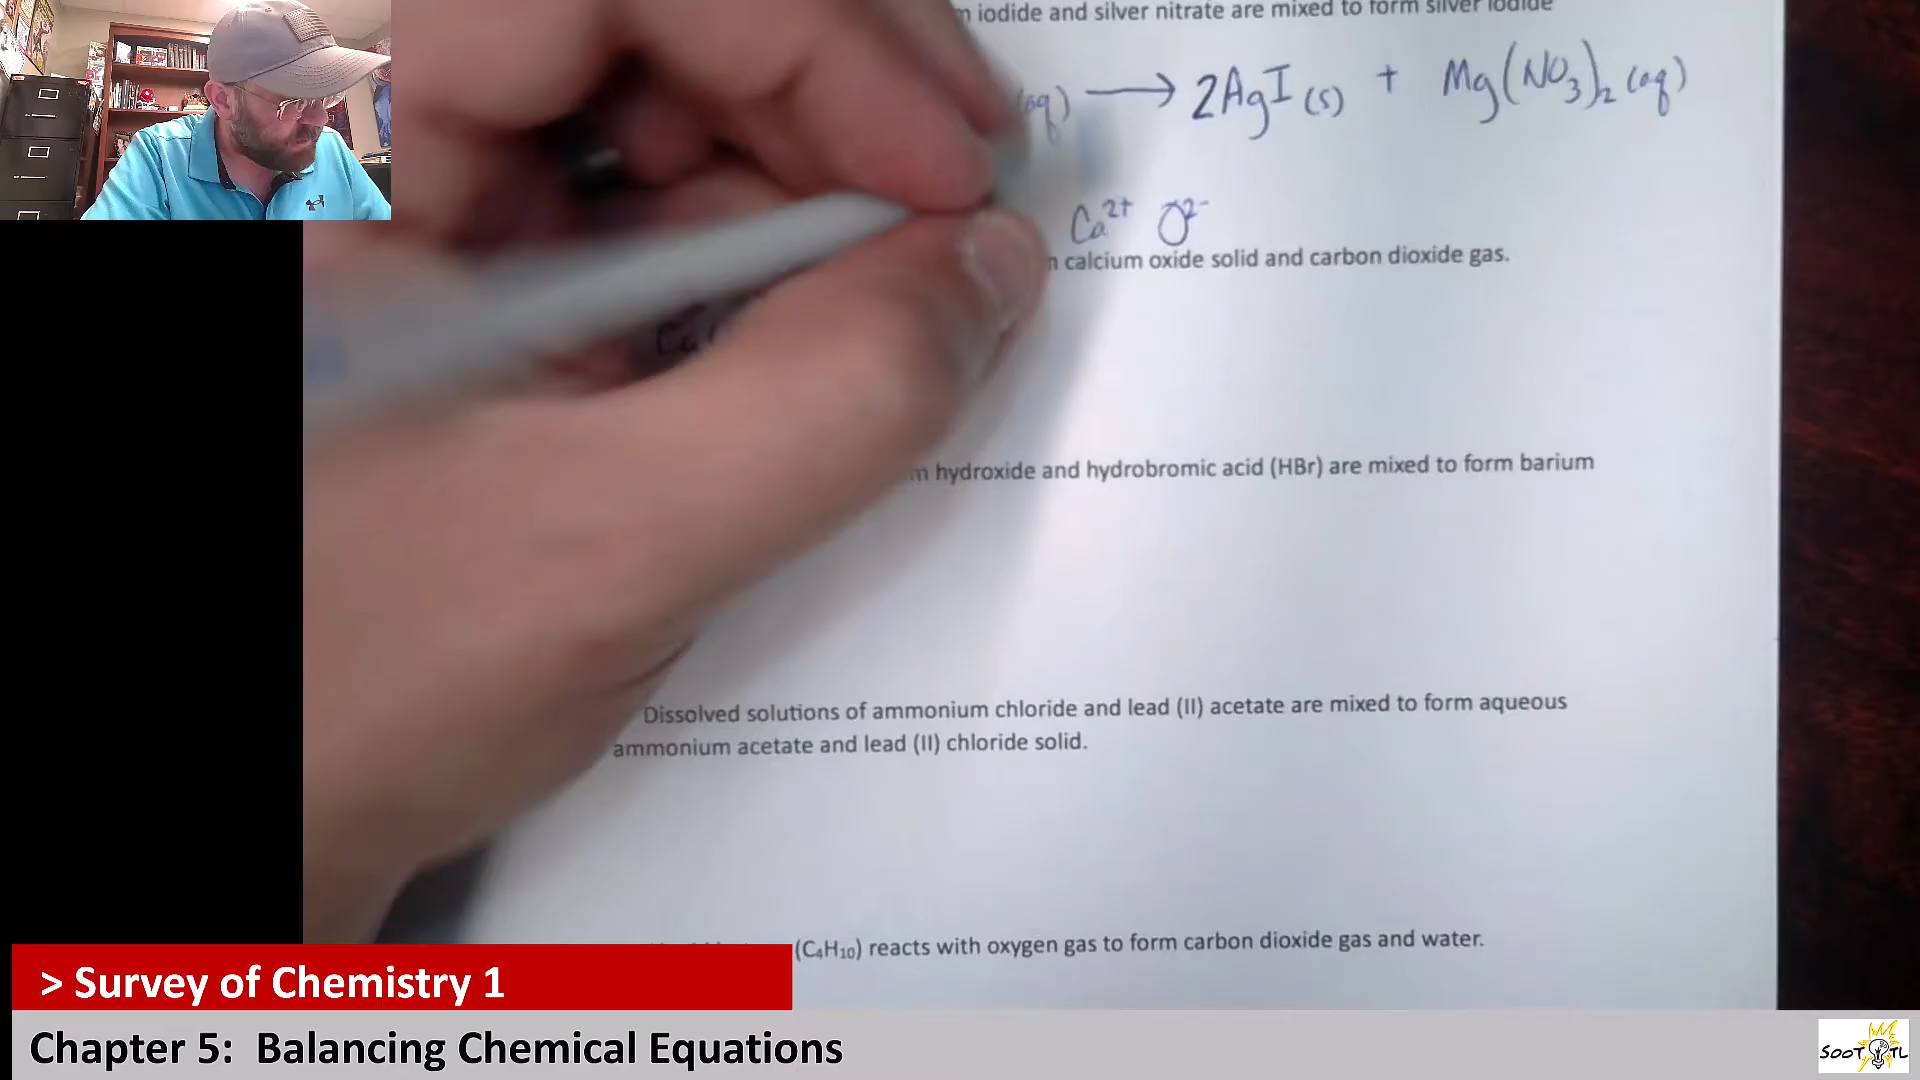 iodide and silver nitrate are mixed to form silver iodide
(aq) ⟶ 2AgI (s) + Mg(NO₃)₂ (aq)
Ca²⁺ O²⁻
calcium oxide solid and carbon dioxide gas.
Ca
hydroxide and hydrobromic acid (HBr) are mixed to form barium
Dissolved solutions of ammonium chloride and lead (II) acetate are mixed to form aqueous
ammonium acetate and lead (II) chloride solid.
(C₄H₁₀) reacts with oxygen gas to form carbon dioxide gas and water.
> Survey of Chemistry 1
Chapter 5: Balancing Chemical Equations
SOOT TL